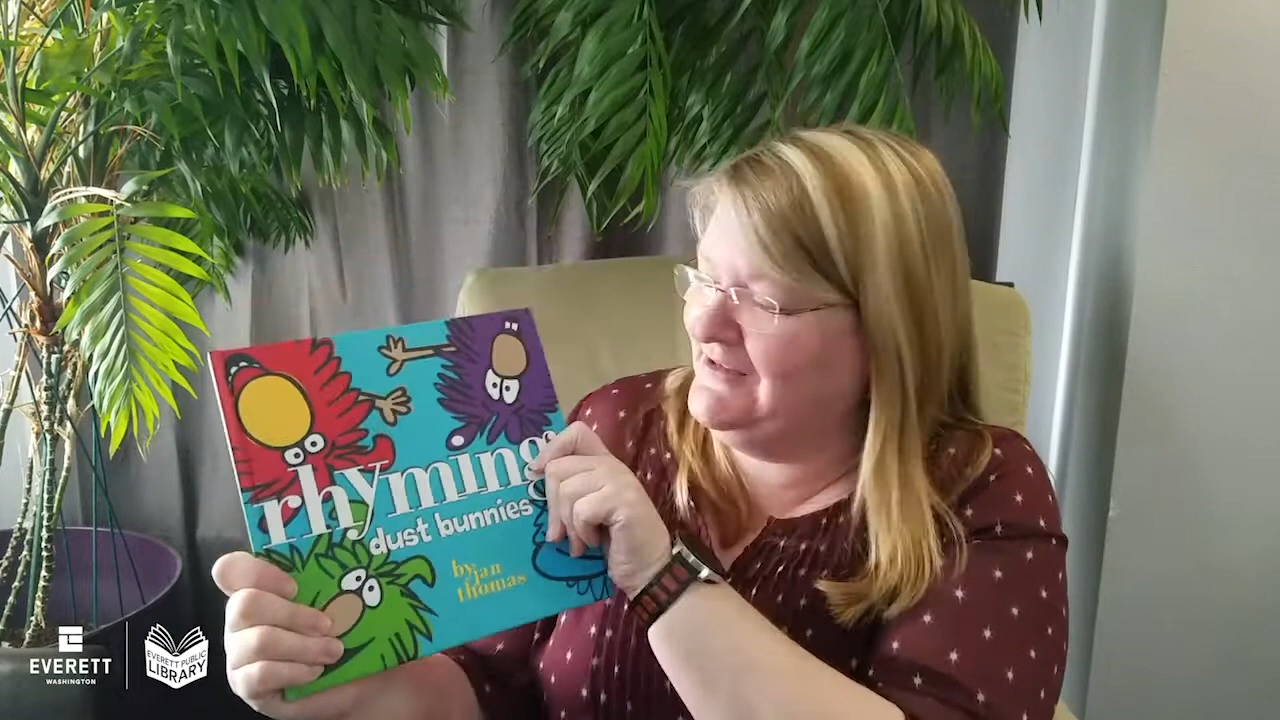 rhyming
dust bunnies
by jan
thomas
EVERETT
WASHINGTON
EVERETT PUBLIC
LIBRARY